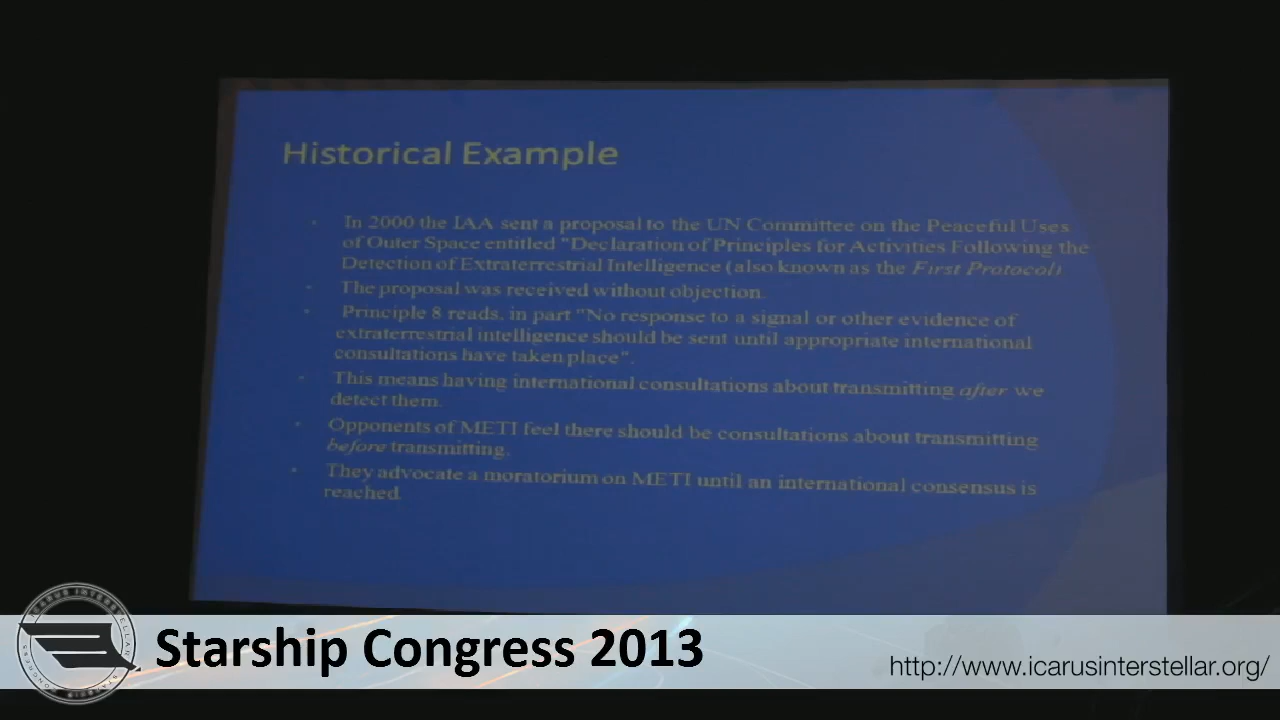 Historical Example
In 2000 the IAA sent a proposal to the UN Committee on the Peaceful Uses
of Outer Space entitled "Declaration of Principles for Activities Following the
Detection of Extraterrestrial Intelligence (also known as the First Protocol).
The proposal was received without objection.
Principle 8 reads, in part "No response to a signal or other evidence of
extraterrestrial intelligence should be sent until appropriate international
consultations have taken place".
This means having international consultations about transmitting after we
detect them.
Opponents of METI feel there should be consultations about transmitting
before transmitting.
They advocate a moratorium on METI until an international consensus is
reached.
ICARUS INTERSTELLAR
STARSHIP CONGRESS
Starship Congress 2013
http://www.icarusinterstellar.org/